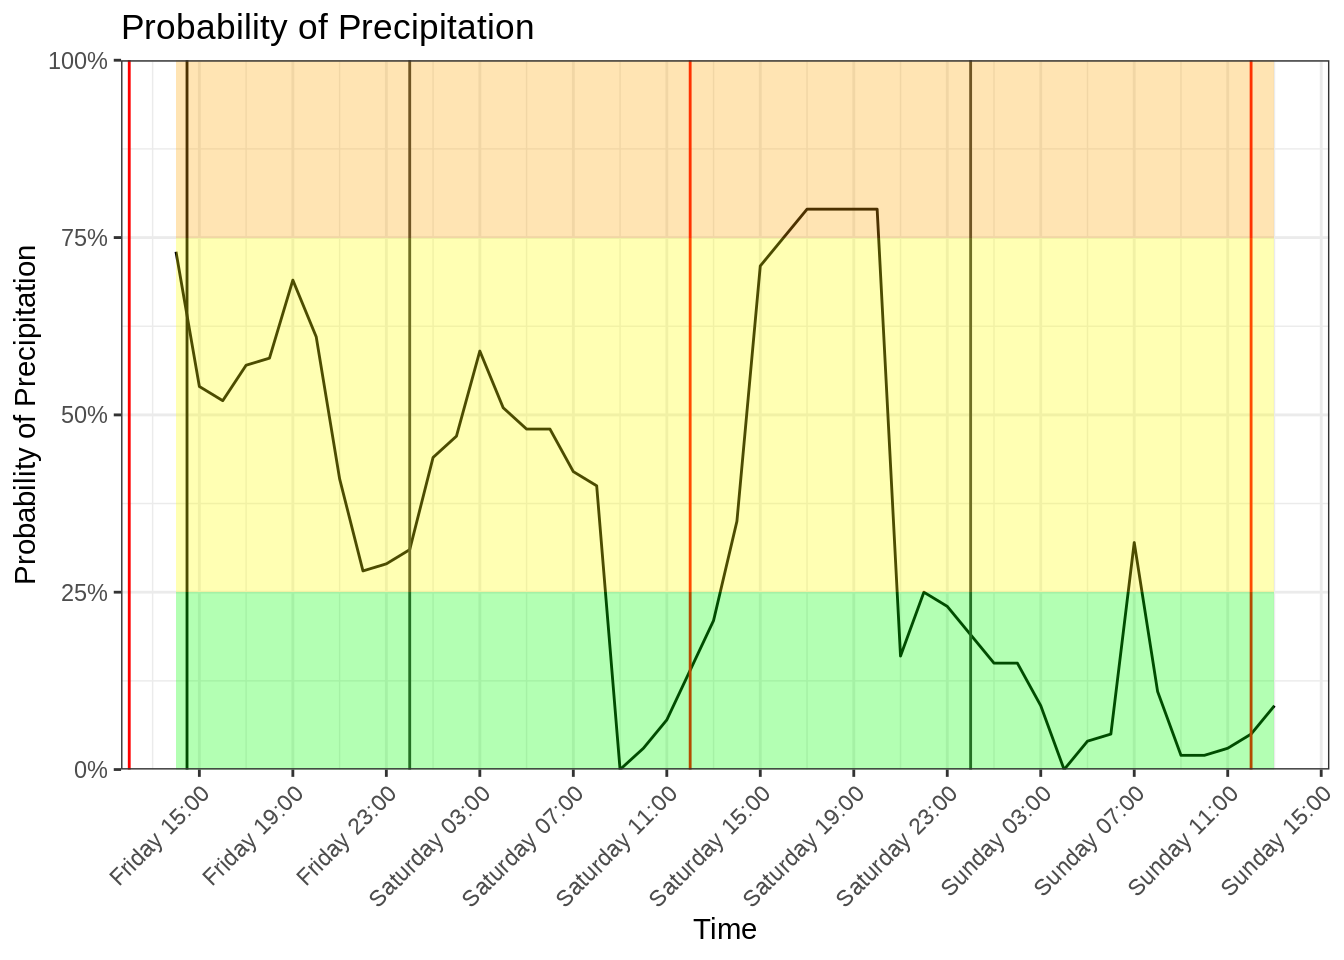 Probability of Precipitation
100%
75%
50%
25%
0%
Probability of Precipitation
Friday 15:00
Friday 19:00
Friday 23:00
Saturday 03:00
Saturday 07:00
Saturday 11:00
Saturday 15:00
Saturday 19:00
Saturday 23:00
Sunday 03:00
Sunday 07:00
Sunday 11:00
Sunday 15:00
Time